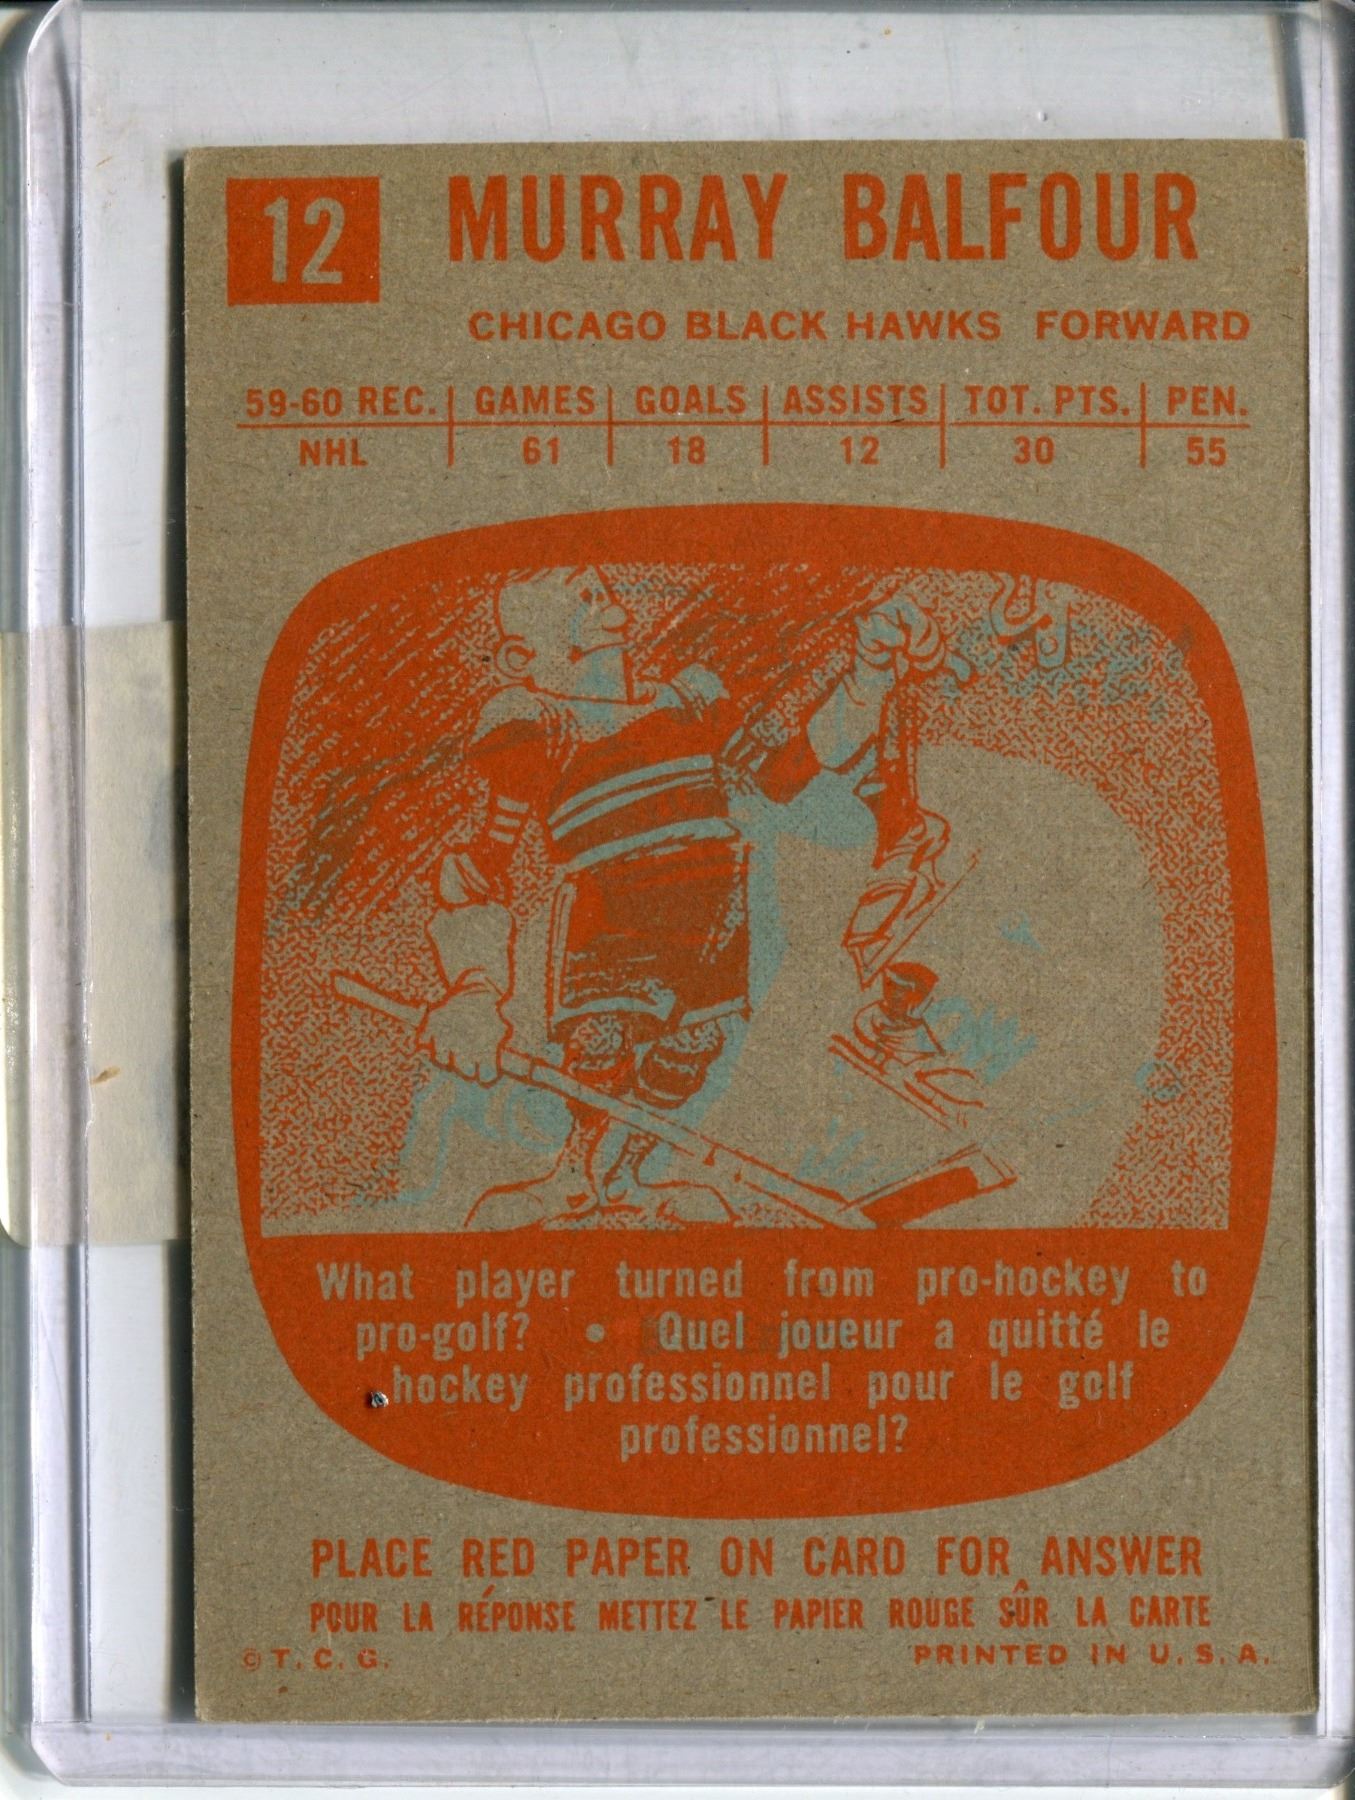 12
MURRAY BALFOUR
CHICAGO BLACK HAWKS FORWARD
59-60 REC. GAMES GOALS ASSISTS TOT. PTS. PEN.
NHL 61 18 12 30 55
What player turned from pro-hockey to
pro-golf? • Quel joueur a quitté le
hockey professionnel pour le golf
professionnel?
PLACE RED PAPER ON CARD FOR ANSWER
POUR LA RÉPONSE METTEZ LE PAPIER ROUGE SÛR LA CARTE
© T. C. G. PRINTED IN U. S. A.